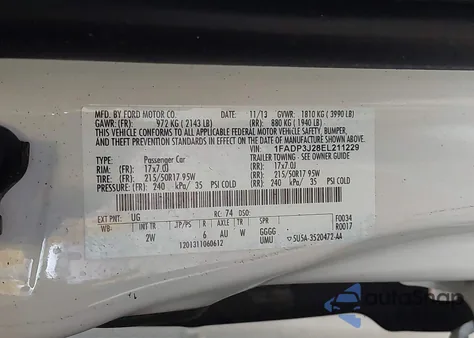 MFD. BY FORD MOTOR CO. DATE: 11/13 GVWR: 1810 KG ( 3990 LB)
GAWR: (FR) 972 KG ( 2143 LB) (RR) 880 KG ( 1940 LB)
THIS VEHICLE CONFORMS TO ALL APPLICABLE FEDERAL MOTOR VEHICLE SAFETY, BUMPER,
AND THEFT PREVENTION STANDARDS IN EFFECT ON THE DATE OF MANUFACTURE SHOWN ABOVE.
VIN: 1FADP3J28EL211229
TYPE: Passenger Car TRAILER TOWING - SEE OWNER GUIDE
RIM: (FR) 17x7.0J (RR) 17x7.0J
TIRE: (FR) 215/50R17 95W (RR) 215/50R17 95W
PRESSURE: (FR) 240 kPa/ 35 PSI COLD (RR) 240 kPa/ 35 PSI COLD
EXT PNT: UG RC: 74 DSO: F0034
WB INT TR TP/PS R AXLE TR SPR R0017
2W 6 AU W GGGG
1201311060612 UMU 5U5A-3520472-AA
autoShop